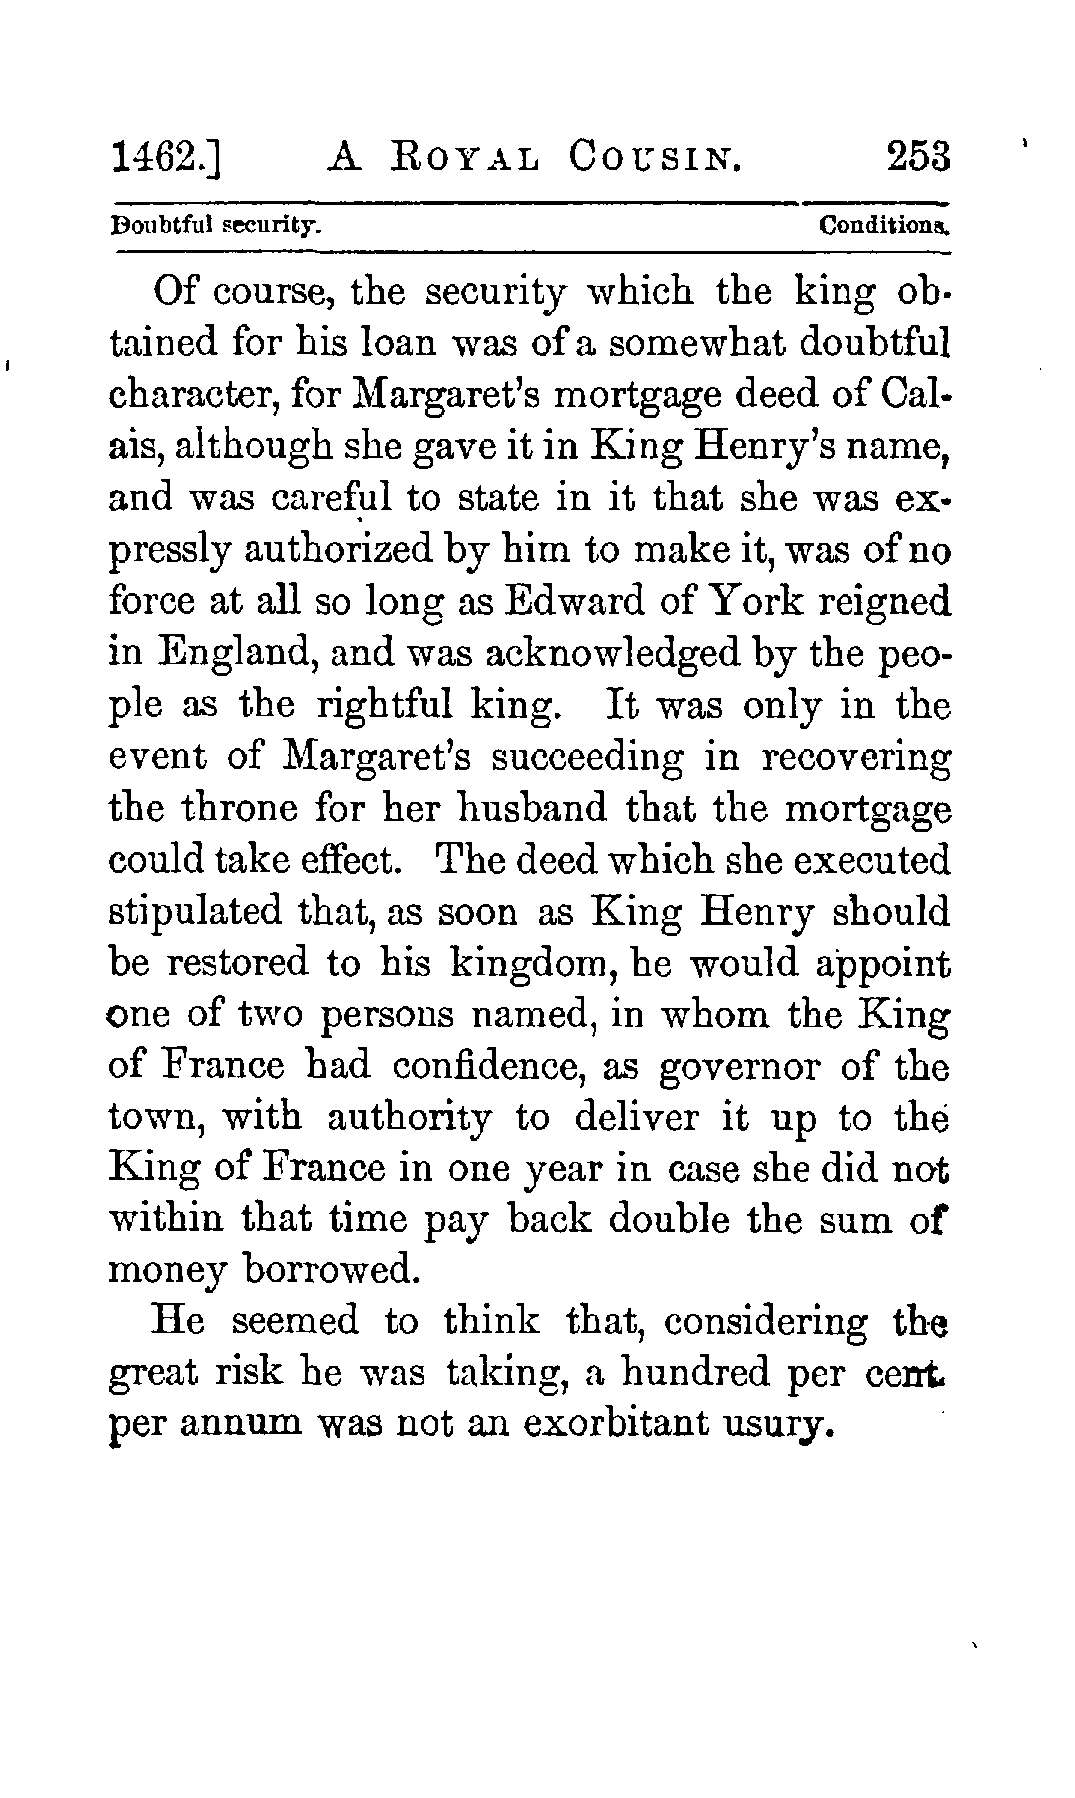 1462.] A ROYAL COUSIN. 253
Doubtful security. Conditions.
Of course, the security which the king ob-
tained for his loan was of a somewhat doubtful
character, for Margaret's mortgage deed of Cal-
ais, although she gave it in King Henry's name,
and was careful to state in it that she was ex-
pressly authorized by him to make it, was of no
force at all so long as Edward of York reigned
in England, and was acknowledged by the peo-
ple as the rightful king. It was only in the
event of Margaret's succeeding in recovering
the throne for her husband that the mortgage
could take effect. The deed which she executed
stipulated that, as soon as King Henry should
be restored to his kingdom, he would appoint
one of two persons named, in whom the King
of France had confidence, as governor of the
town, with authority to deliver it up to the
King of France in one year in case she did not
within that time pay back double the sum of
money borrowed.
He seemed to think that, considering the
great risk he was taking, a hundred per cent.
per annum was not an exorbitant usury.